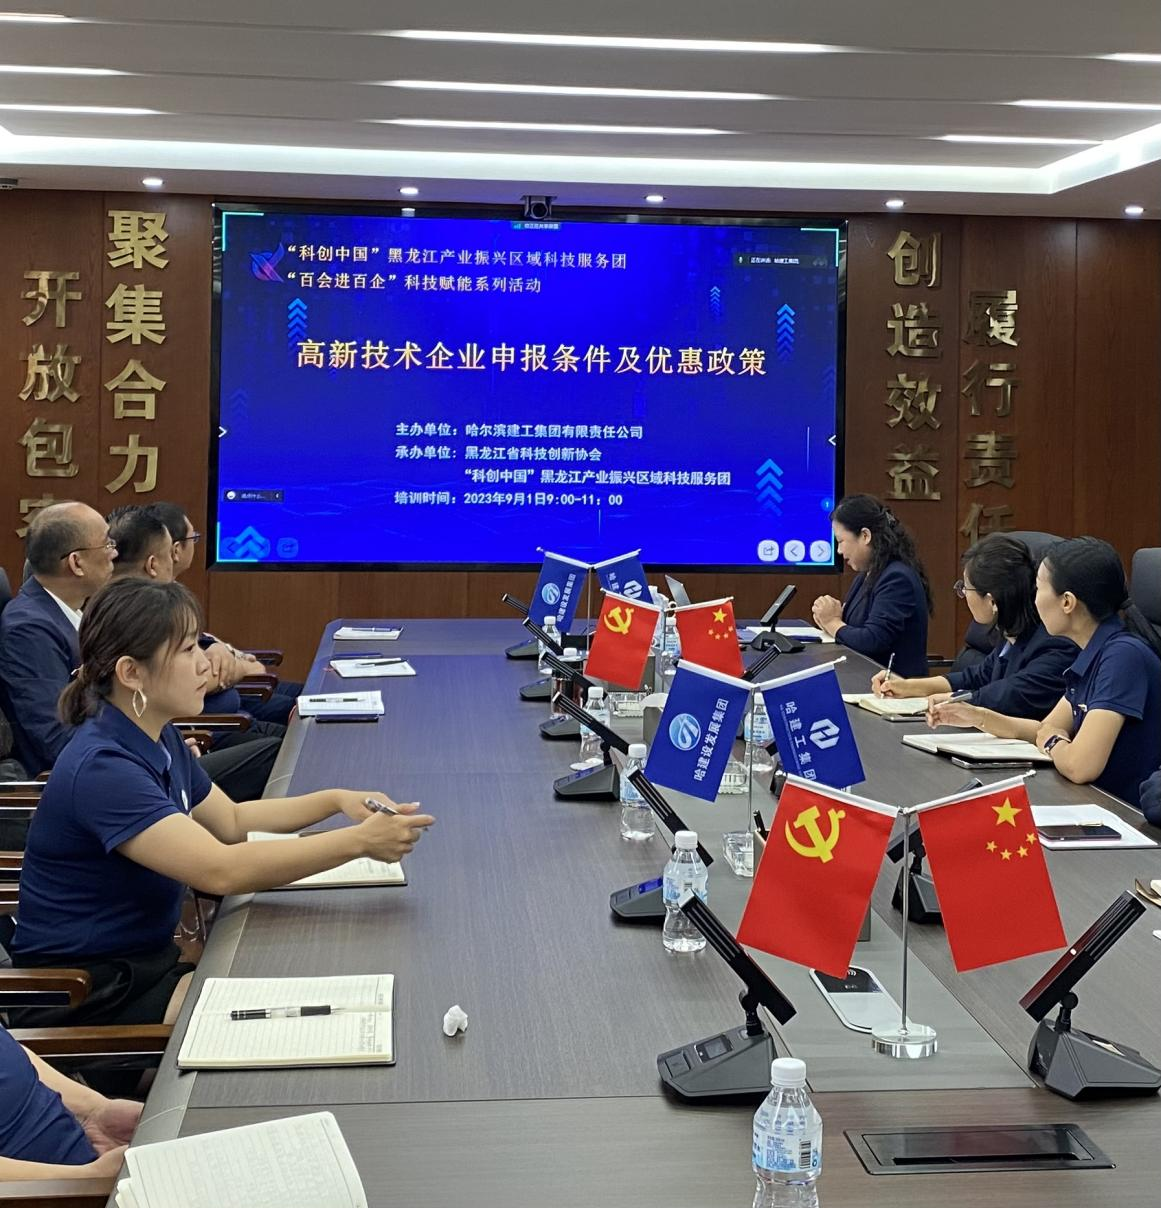 聚集合力
开放包
创造效益
履行责任
“科创中国”黑龙江产业振兴区域科技服务团
“百会进百企”科技赋能系列活动
高新技术企业申报条件及优惠政策
主办单位：哈尔滨建工集团有限责任公司
承办单位：黑龙江省科技创新协会
“科创中国”黑龙江产业振兴区域科技服务团
培训时间：2023年9月1日9:00-11：00
哈建设发展集团
哈建工集团